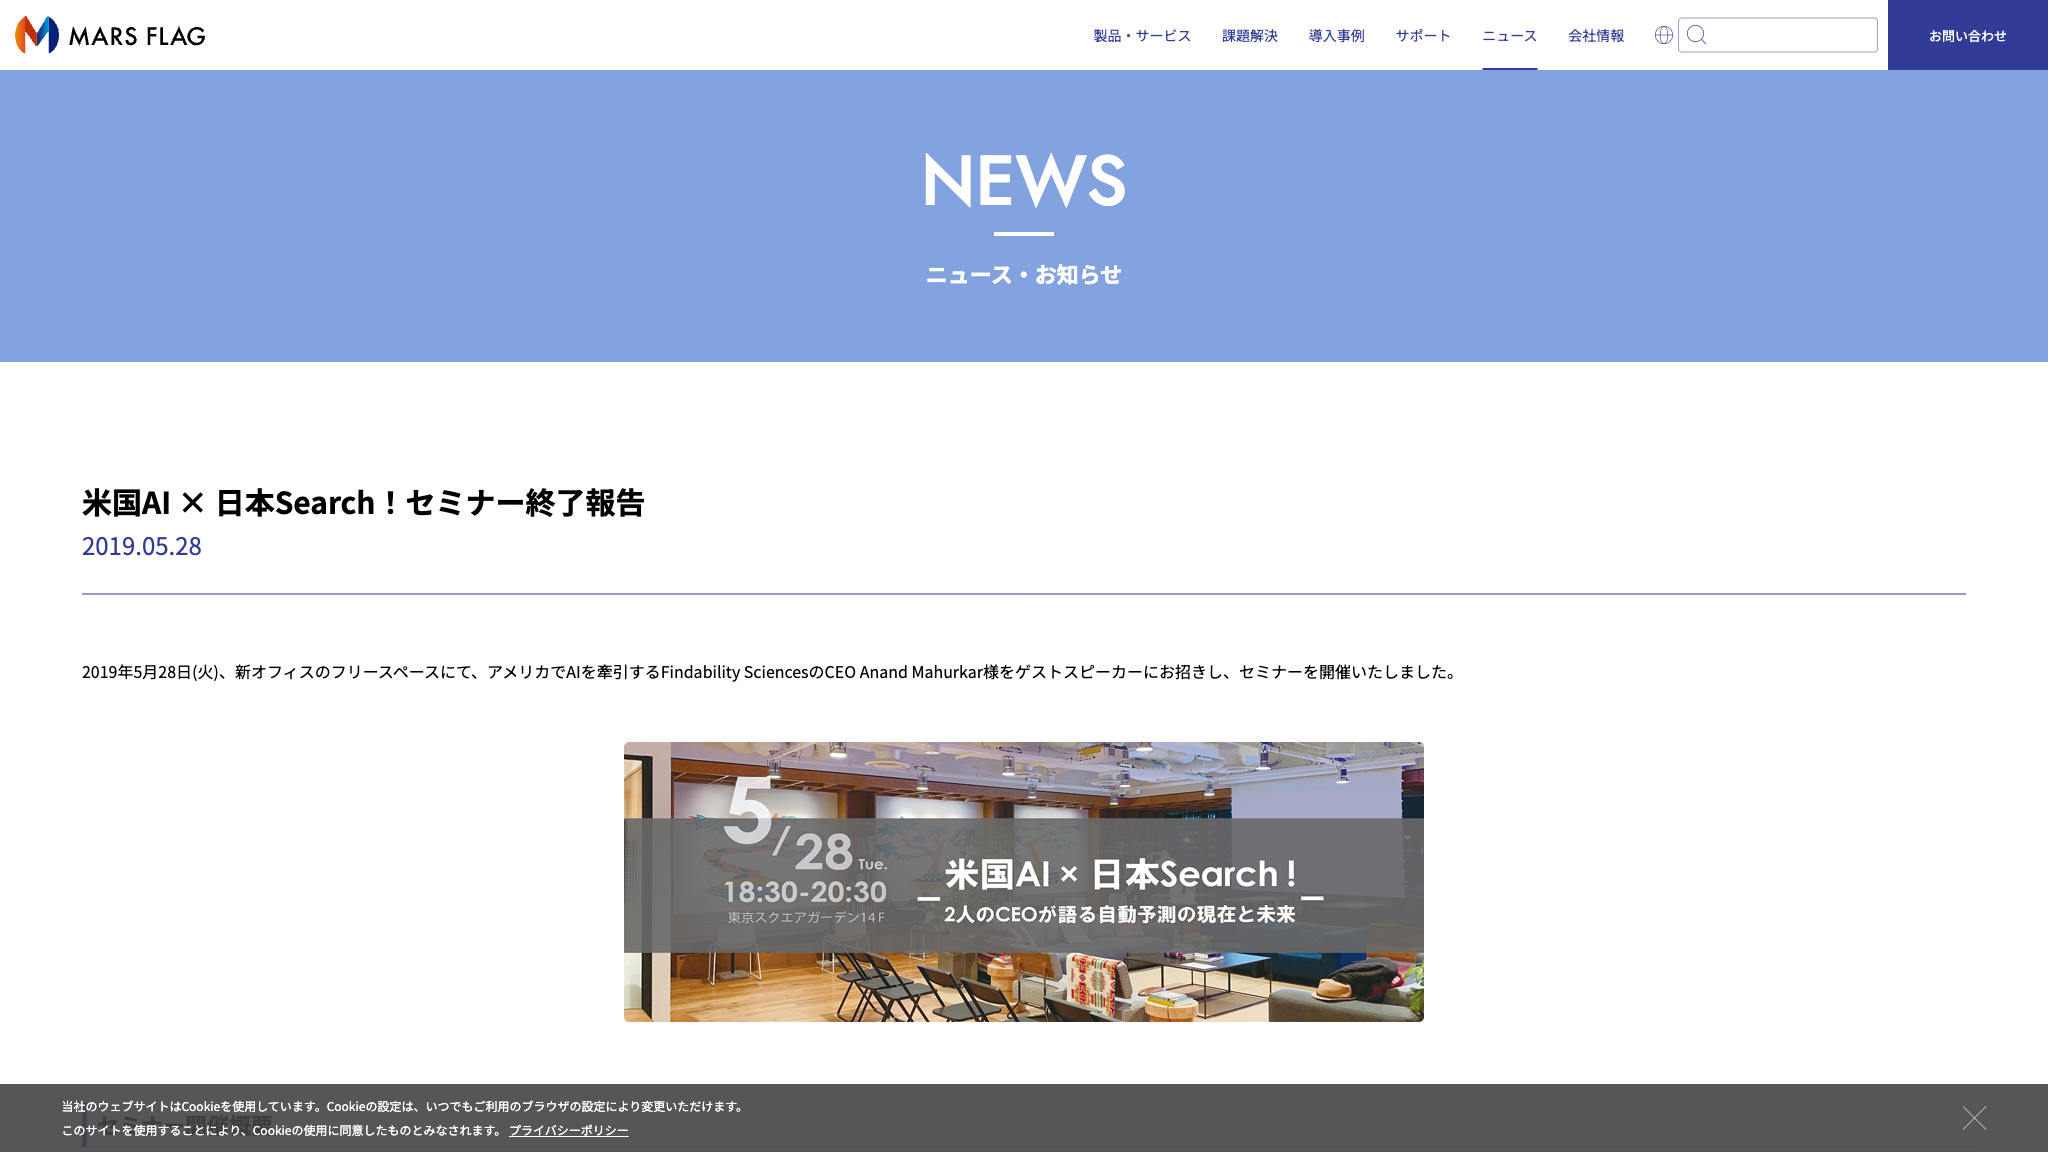 MARS FLAG
製品・サービス
課題解決
導入事例
サポート
ニュース
会社情報
お問い合わせ
NEWS
ニュース・お知らせ
米国AI × 日本Search！セミナー終了報告
2019.05.28
2019年5月28日(火)、新オフィスのフリースペースにて、アメリカでAIを牽引するFindability SciencesのCEO Anand Mahurkar様をゲストスピーカーにお招きし、セミナーを開催いたしました。
5/28 Tue.
18:30-20:30
東京スクエアガーデン14F
米国AI × 日本Search！
2人のCEOが語る自動予測の現在と未来
セミナー開催概要
当社のウェブサイトはCookieを使用しています。Cookieの設定は、いつでもご利用のブラウザの設定により変更いただけます。
このサイトを使用することにより、Cookieの使用に同意したものとみなされます。 プライバシーポリシー